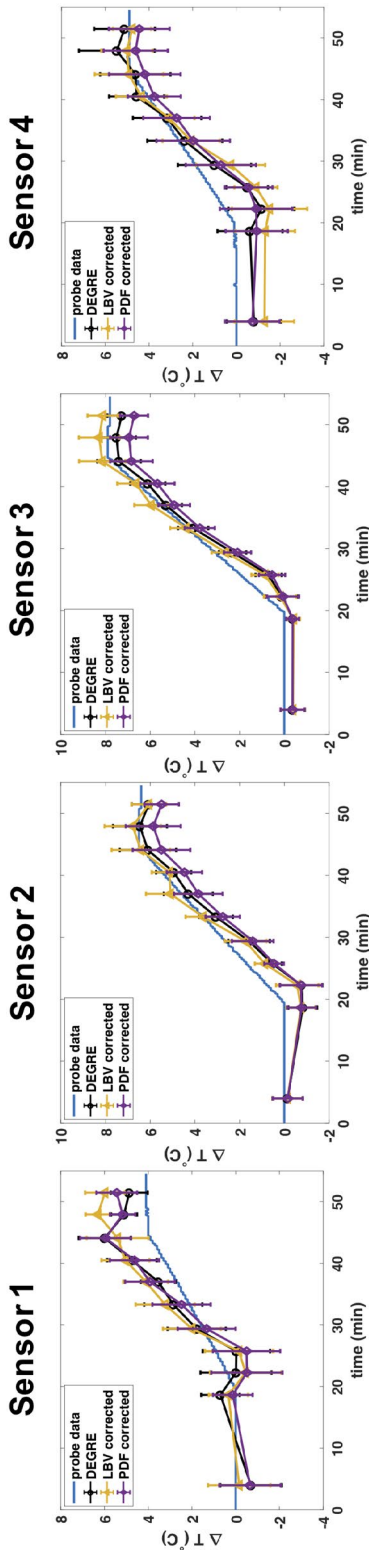 Sensor 1
probe data
DEGRE
LBV corrected
PDF corrected
Δ T (°C)
8
6
4
2
0
-2
-4
0 10 20 30 40 50
time (min)
Sensor 2
probe data
DEGRE
LBV corrected
PDF corrected
Δ T (°C)
10
8
6
4
2
0
-2
0 10 20 30 40 50
time (min)
Sensor 3
probe data
DEGRE
LBV corrected
PDF corrected
Δ T (°C)
10
8
6
4
2
0
-2
0 10 20 30 40 50
time (min)
Sensor 4
probe data
DEGRE
LBV corrected
PDF corrected
Δ T (°C)
8
6
4
2
0
-2
-4
0 10 20 30 40 50
time (min)